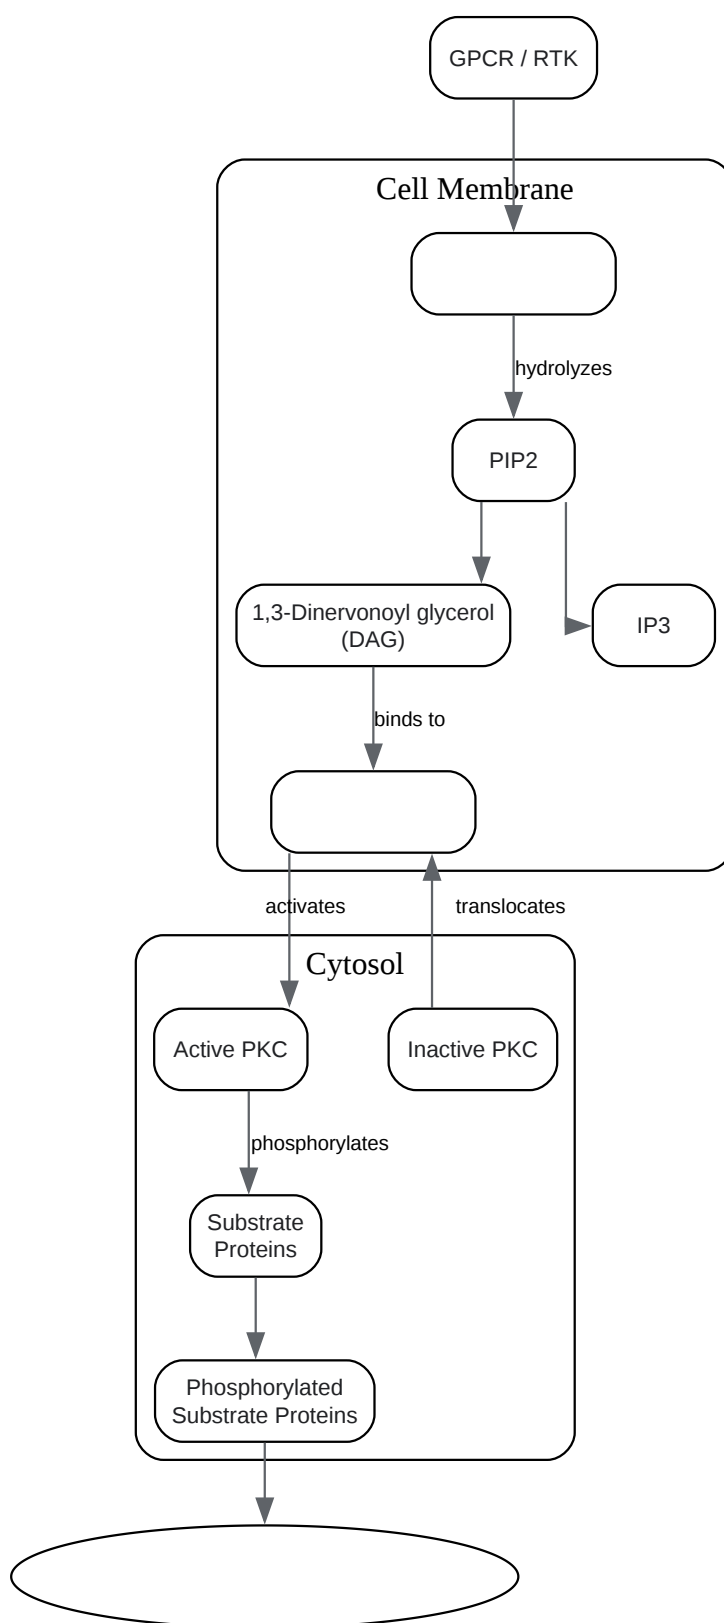 GPCR / RTK
Cell Membrane
hydrolyzes
PIP2
1,3-Dinervonoyl glycerol
(DAG)
IP3
binds to
activates
translocates
Cytosol
Active PKC
Inactive PKC
phosphorylates
Substrate
Proteins
Phosphorylated
Substrate Proteins